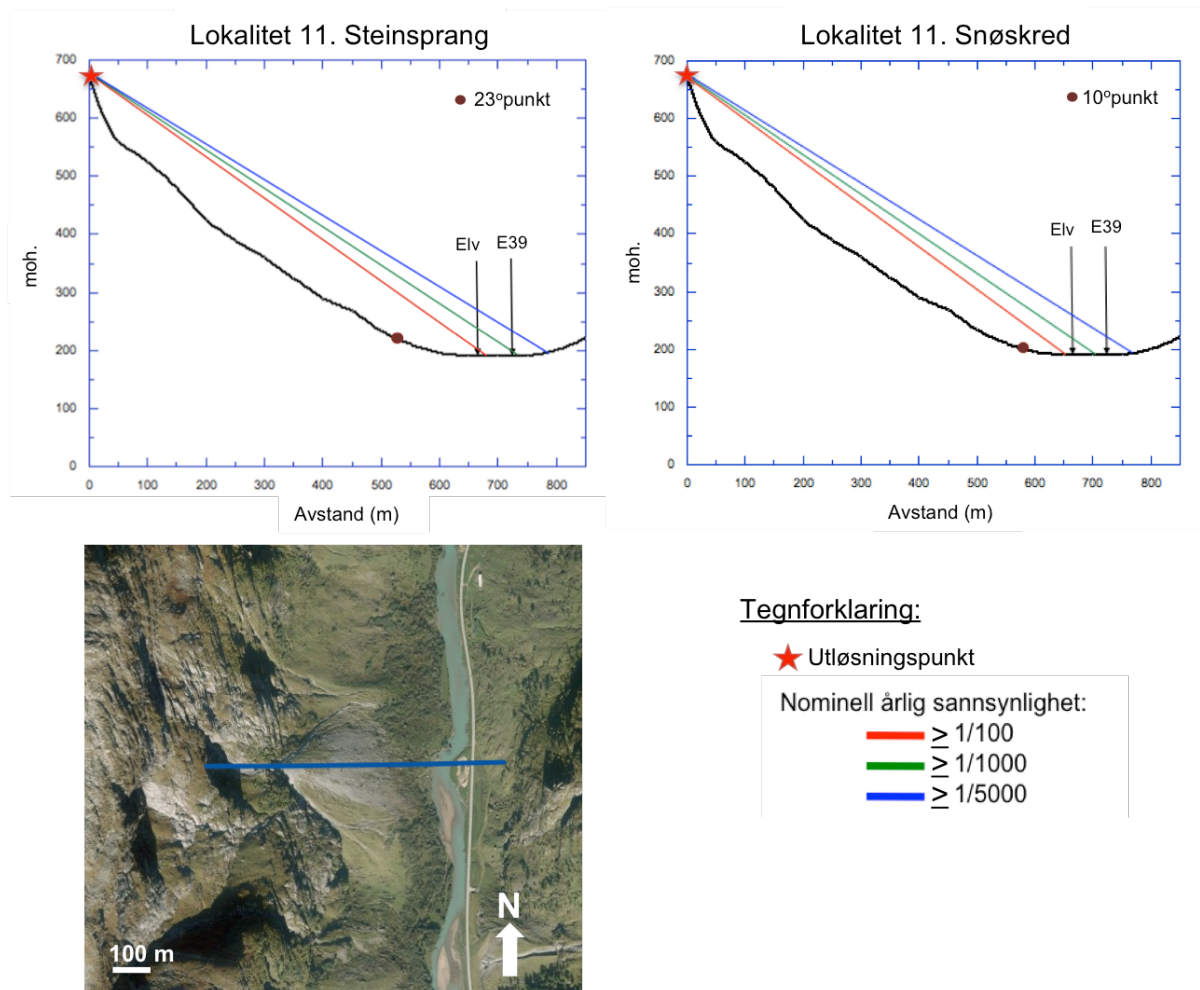 Lokalitet 11. Steinsprang
700
600
500
400
300
200
100
0
moh.
23ºpunkt
Elv
E39
0 100 200 300 400 500 600 700 800
Avstand (m)
Lokalitet 11. Snøskred
700
600
500
400
300
200
100
0
moh.
10ºpunkt
Elv
E39
0 100 200 300 400 500 600 700 800
Avstand (m)
N
100 m
Tegnforklaring:
Utløsningspunkt
Nominell årlig sannsynlighet:
≥ 1/100
≥ 1/1000
≥ 1/5000